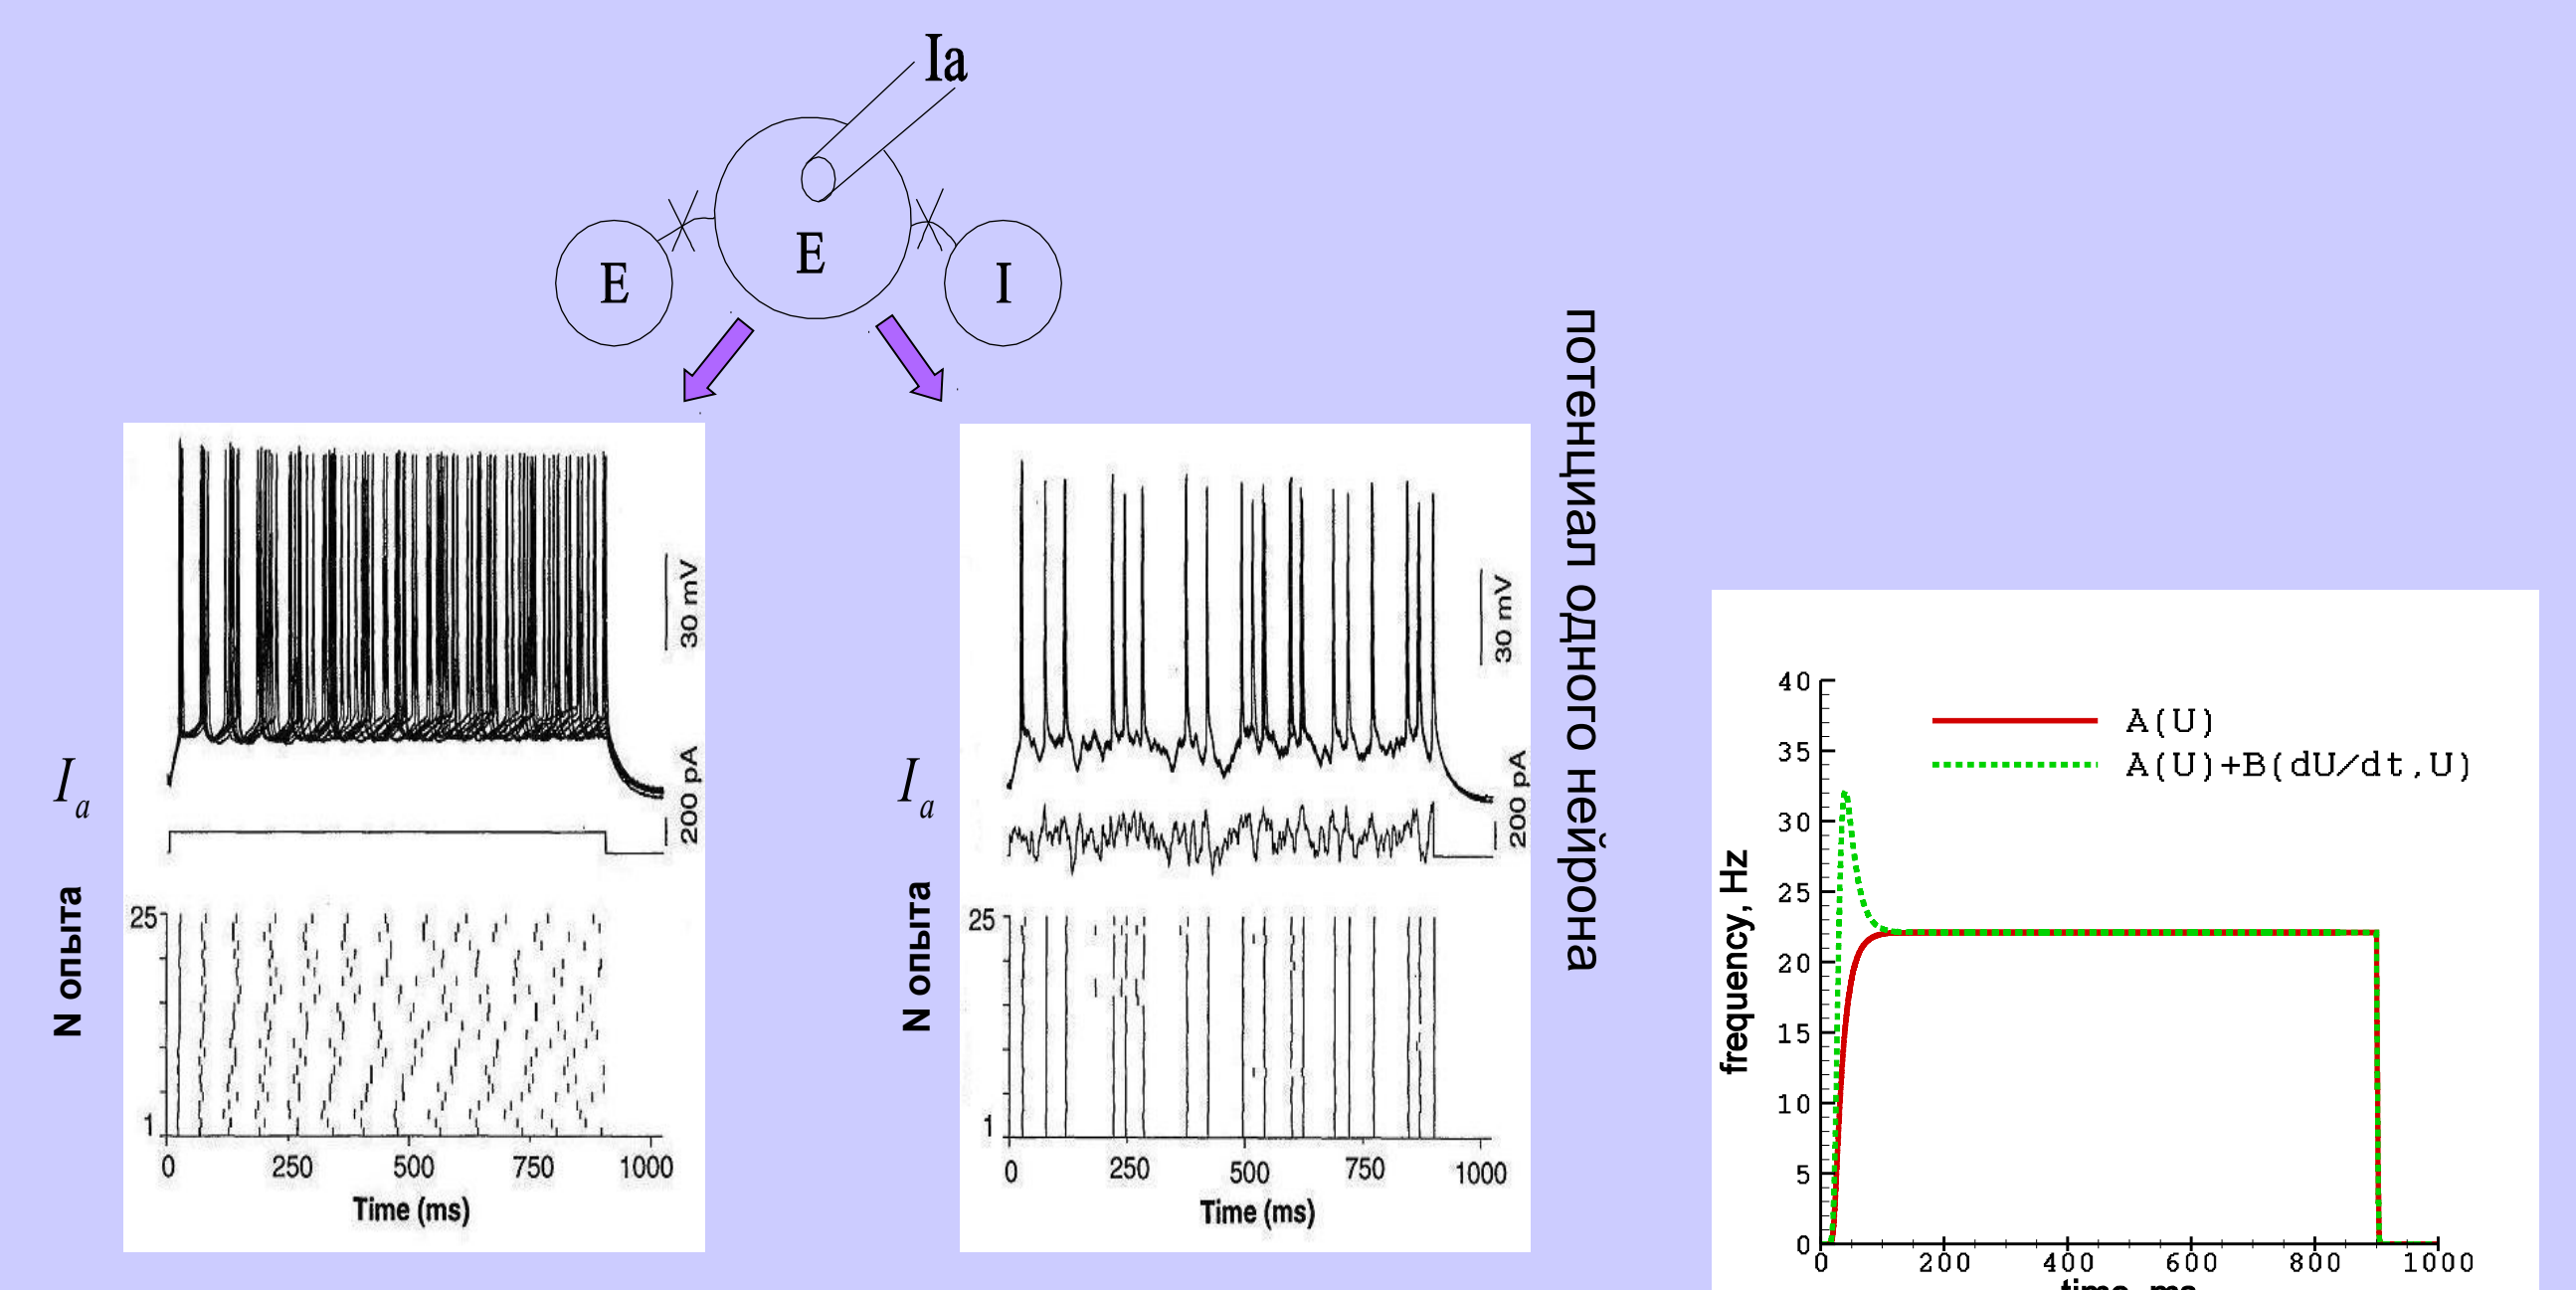 Ia
E
E
I
потенциал одного нейрона
30 mV
200 pA
I a
N опыта
25
1
0 250 500 750 1000
Time (ms)
30 mV
200 pA
I a
N опыта
25
1
0 250 500 750 1000
Time (ms)
A(U)
A(U)+B(dU/dt,U)
frequency, Hz
40
35
30
25
20
15
10
5
0
0 200 400 600 800 1000
time, ms